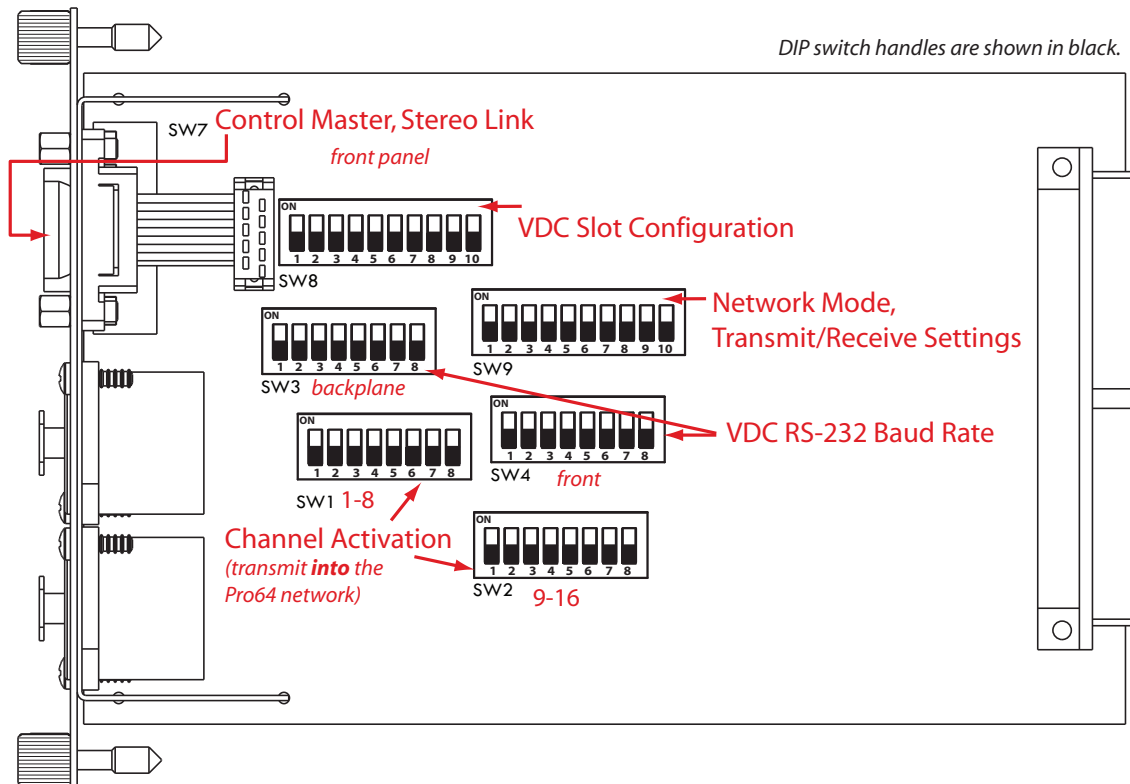 DIP switch handles are shown in black.
SW7
Control Master, Stereo Link
front panel
ON
1 2 3 4 5 6 7 8 9 10
SW8
VDC Slot Configuration
ON
1 2 3 4 5 6 7 8 9 10
SW9
Network Mode,
Transmit/Receive Settings
ON
1 2 3 4 5 6 7 8
SW3 backplane
ON
1 2 3 4 5 6 7 8
SW4
front
VDC RS-232 Baud Rate
ON
1 2 3 4 5 6 7 8
SW1 1-8
Channel Activation
(transmit into the
Pro64 network)
ON
1 2 3 4 5 6 7 8
SW2
9-16